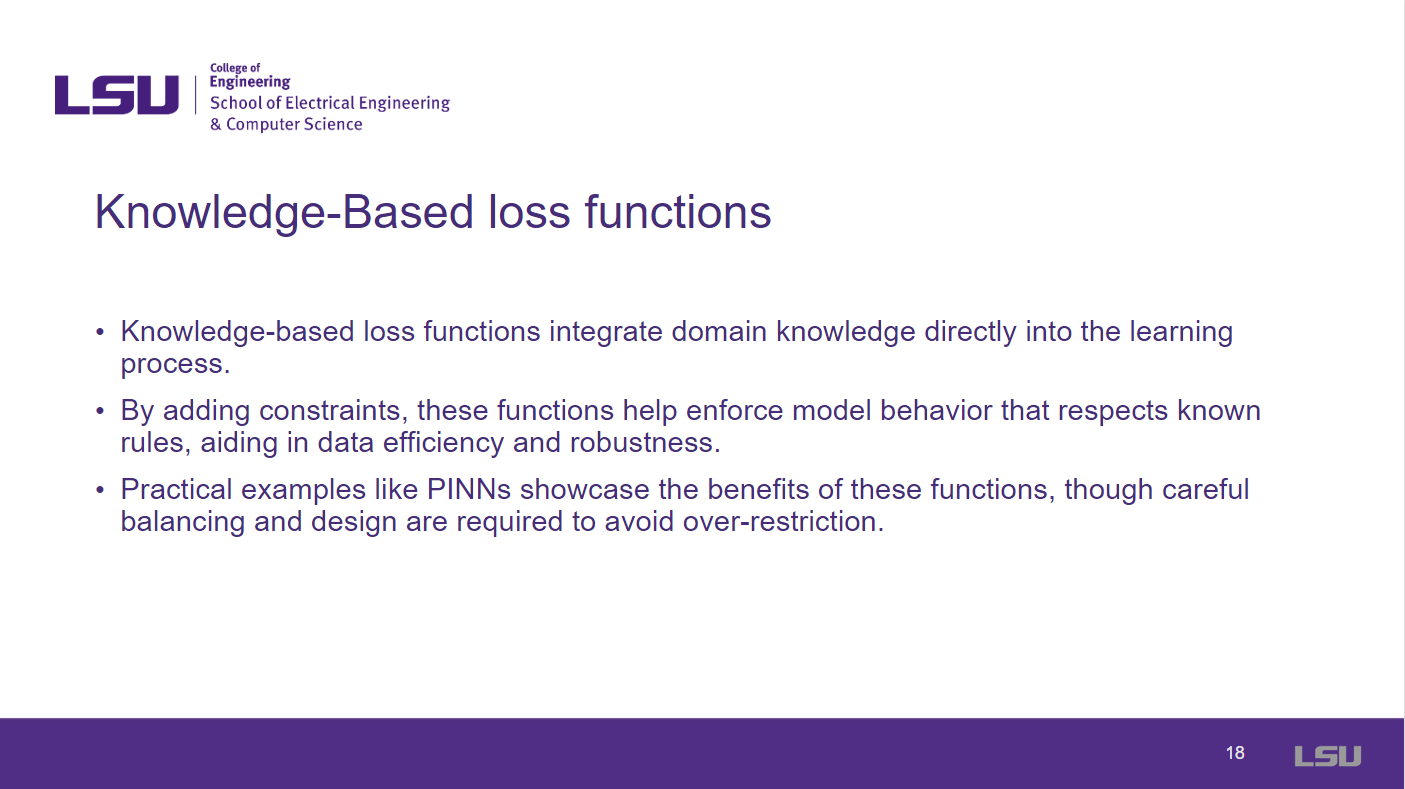 LSU
College of
Engineering
School of Electrical Engineering
& Computer Science
Knowledge-Based loss functions
• Knowledge-based loss functions integrate domain knowledge directly into the learning
process.
• By adding constraints, these functions help enforce model behavior that respects known
rules, aiding in data efficiency and robustness.
• Practical examples like PINNs showcase the benefits of these functions, though careful
balancing and design are required to avoid over-restriction.
18
LSU